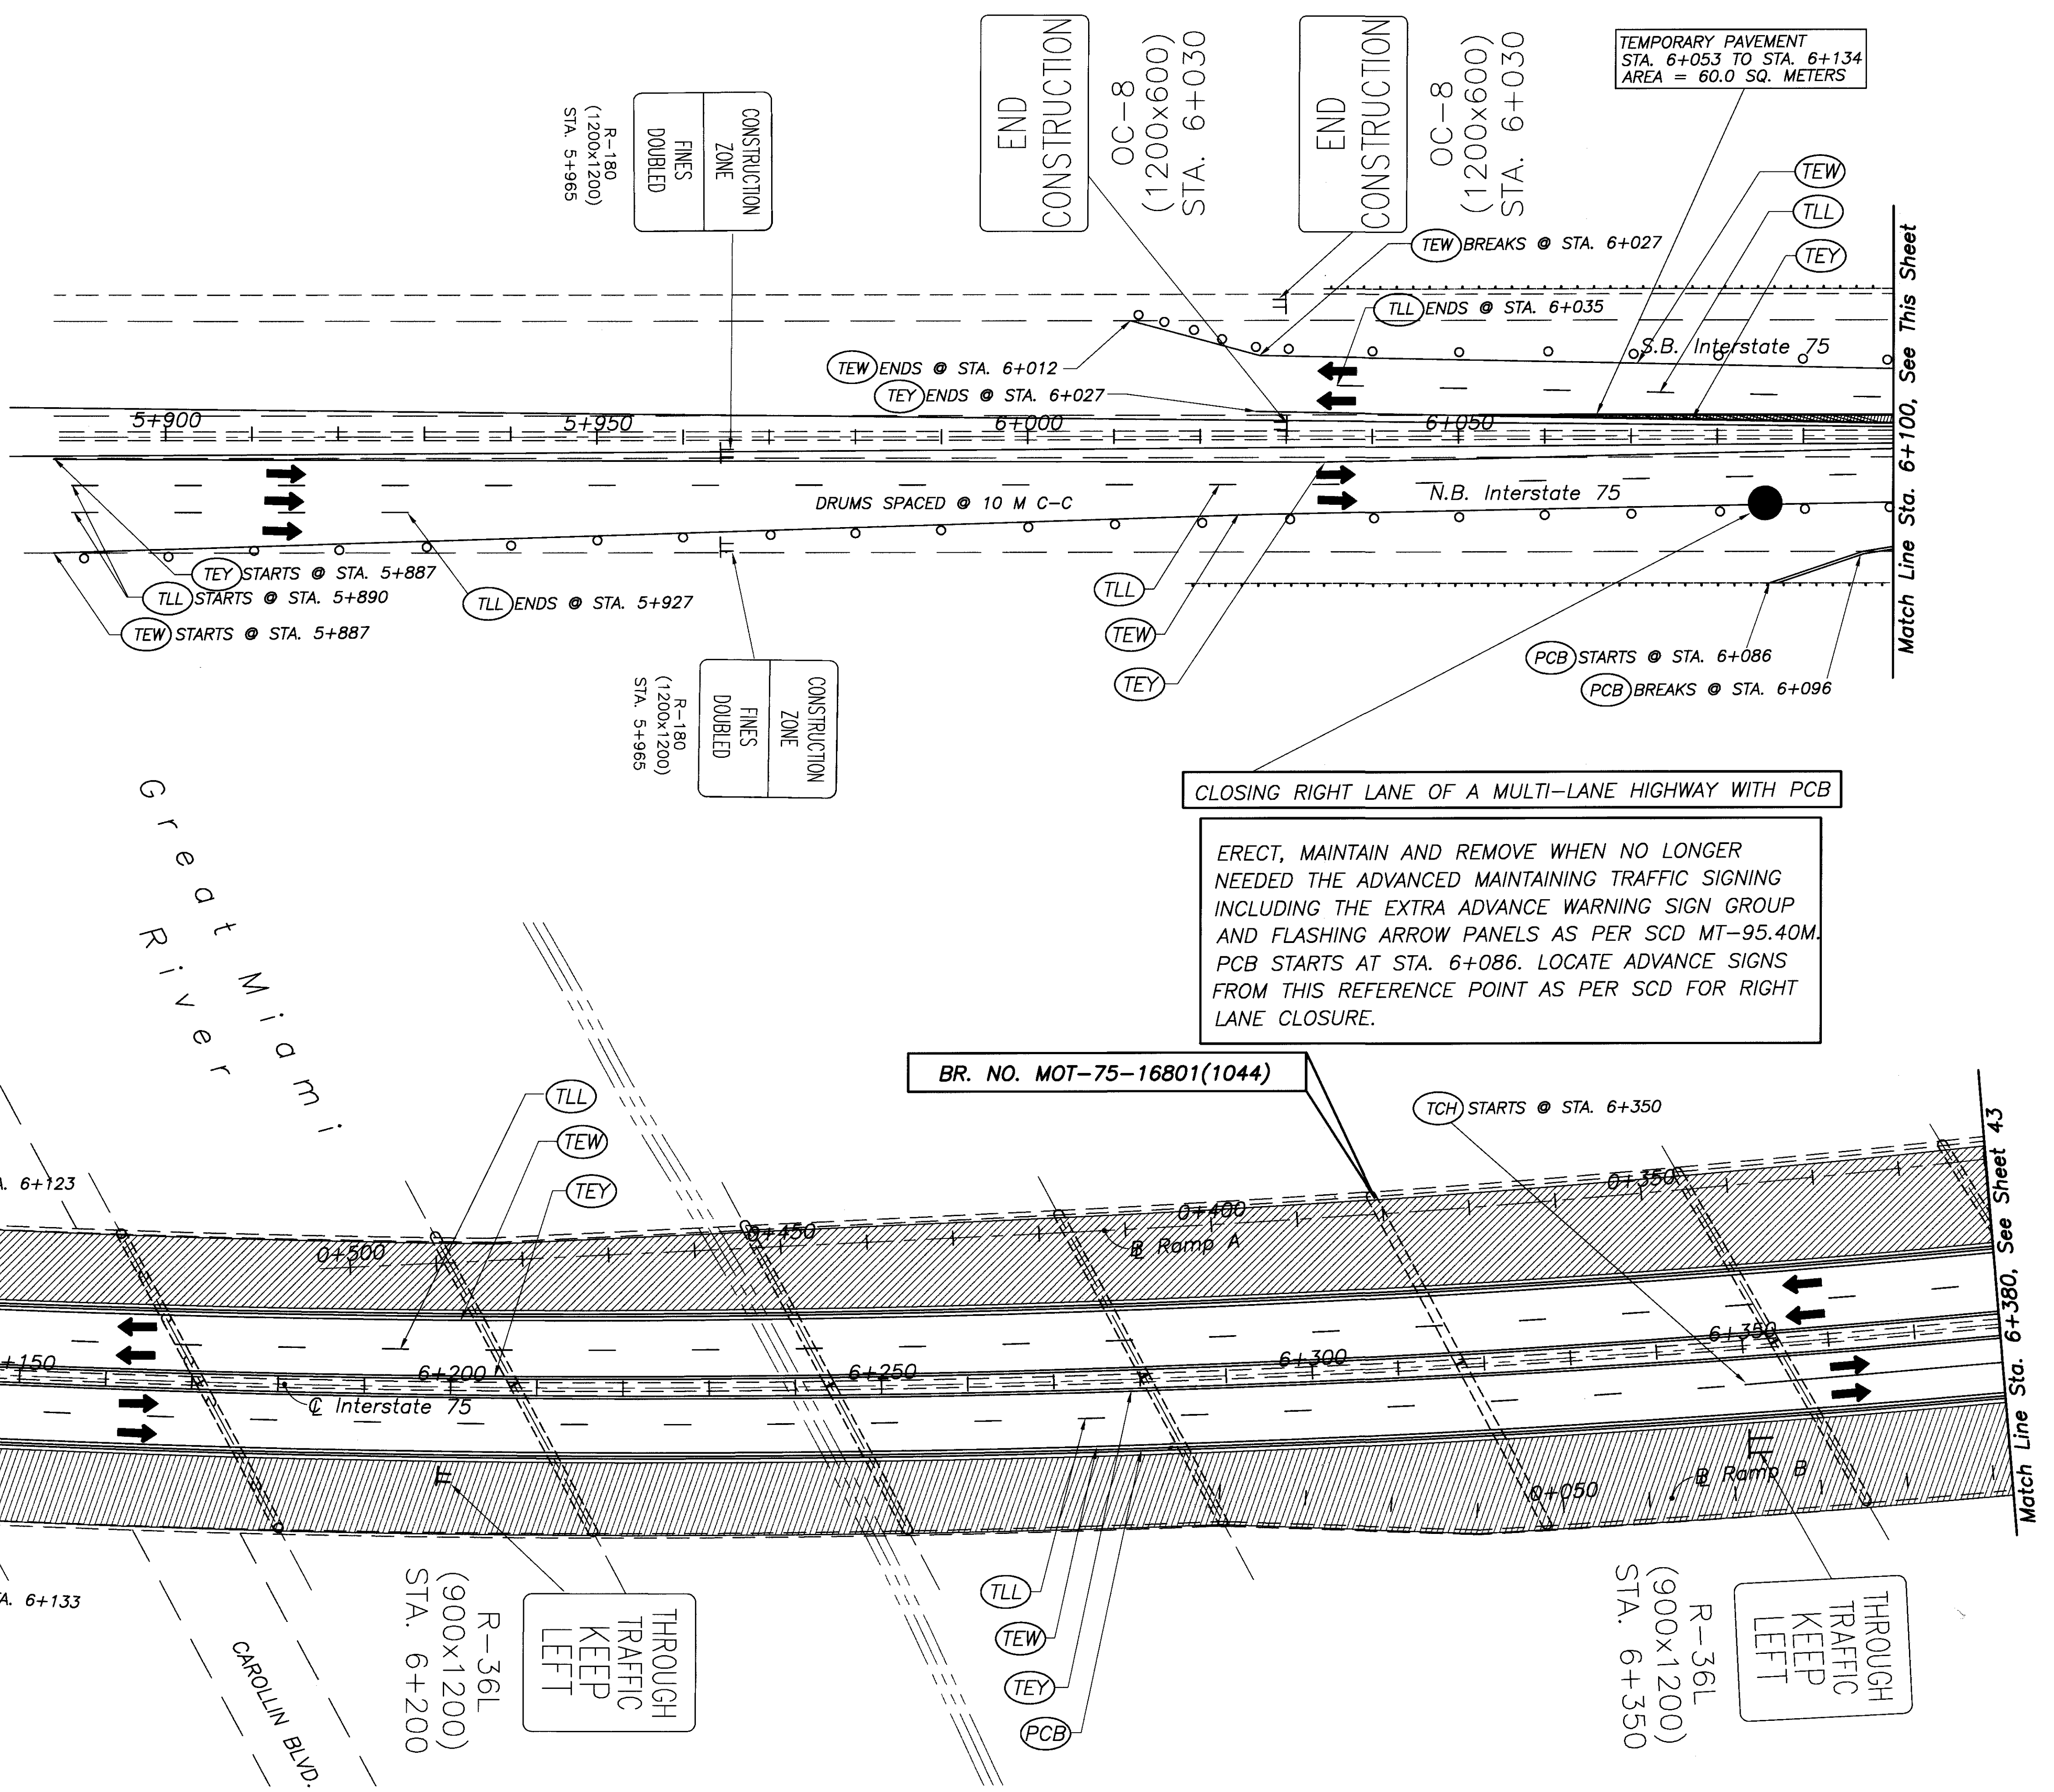 CONSTRUCTION
ZONE
FINES
DOUBLED
R-180
(1200x1200)
STA. 5+965
END
CONSTRUCTION
OC-8
(1200x600)
STA. 6+030
END
CONSTRUCTION
OC-8
(1200x600)
STA. 6+030
TEMPORARY PAVEMENT
STA. 6+053 TO STA. 6+134
AREA = 60.0 SQ. METERS
TEW
TLL
TEY
TEW BREAKS @ STA. 6+027
TLL ENDS @ STA. 6+035
S.B. Interstate 75
TEW ENDS @ STA. 6+012
TEY ENDS @ STA. 6+027
5+900
5+950
6+000
6+050
Match Line Sta. 6+100, See This Sheet
DRUMS SPACED @ 10 M C-C
N.B. Interstate 75
TEY STARTS @ STA. 5+887
TLL STARTS @ STA. 5+890
TEW STARTS @ STA. 5+887
TLL ENDS @ STA. 5+927
TLL
TEW
TEY
PCB STARTS @ STA. 6+086
PCB BREAKS @ STA. 6+096
CONSTRUCTION
ZONE
FINES
DOUBLED
R-180
(1200x1200)
STA. 5+965
CLOSING RIGHT LANE OF A MULTI-LANE HIGHWAY WITH PCB
ERECT, MAINTAIN AND REMOVE WHEN NO LONGER
NEEDED THE ADVANCED MAINTAINING TRAFFIC SIGNING
INCLUDING THE EXTRA ADVANCE WARNING SIGN GROUP
AND FLASHING ARROW PANELS AS PER SCD MT-95.40M.
PCB STARTS AT STA. 6+086. LOCATE ADVANCE SIGNS
FROM THIS REFERENCE POINT AS PER SCD FOR RIGHT
LANE CLOSURE.
Great Miami
River
BR. NO. MOT-75-16801(1044)
TCH STARTS @ STA. 6+350
TLL
TEW
TEY
A. 6+123
0+500
0+450
0+400
0+350
℄ Ramp A
Match Line Sta. 6+380, See Sheet 43
+150
6+200
6+250
6+300
6+350
℄ Interstate 75
0+050
℄ Ramp B
TLL
TEW
TEY
PCB
A. 6+133
CAROLLIN BLVD.
THROUGH
TRAFFIC
KEEP
LEFT
R-36L
(900x1200)
STA. 6+200
THROUGH
TRAFFIC
KEEP
LEFT
R-36L
(900x1200)
STA. 6+350